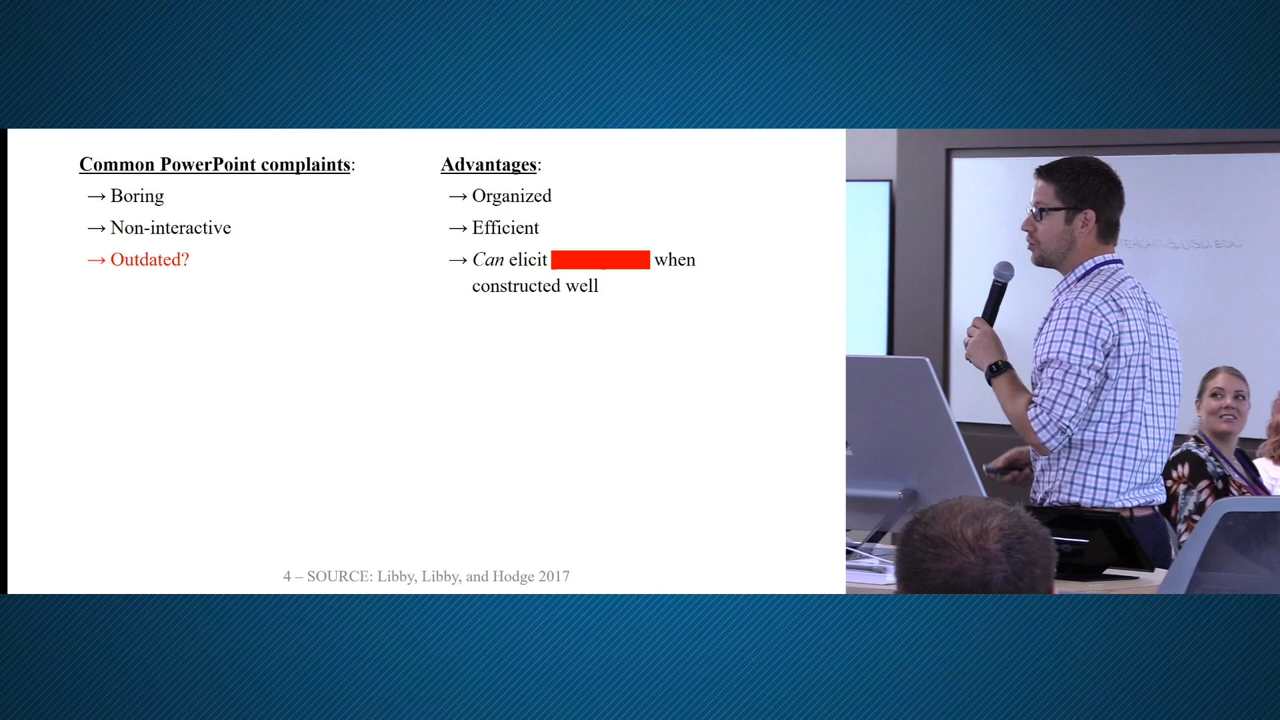 Common PowerPoint complaints:
→ Boring
→ Non-interactive
→ Outdated?
Advantages:
→ Organized
→ Efficient
→ Can elicit when
constructed well
4 – SOURCE: Libby, Libby, and Hodge 2017